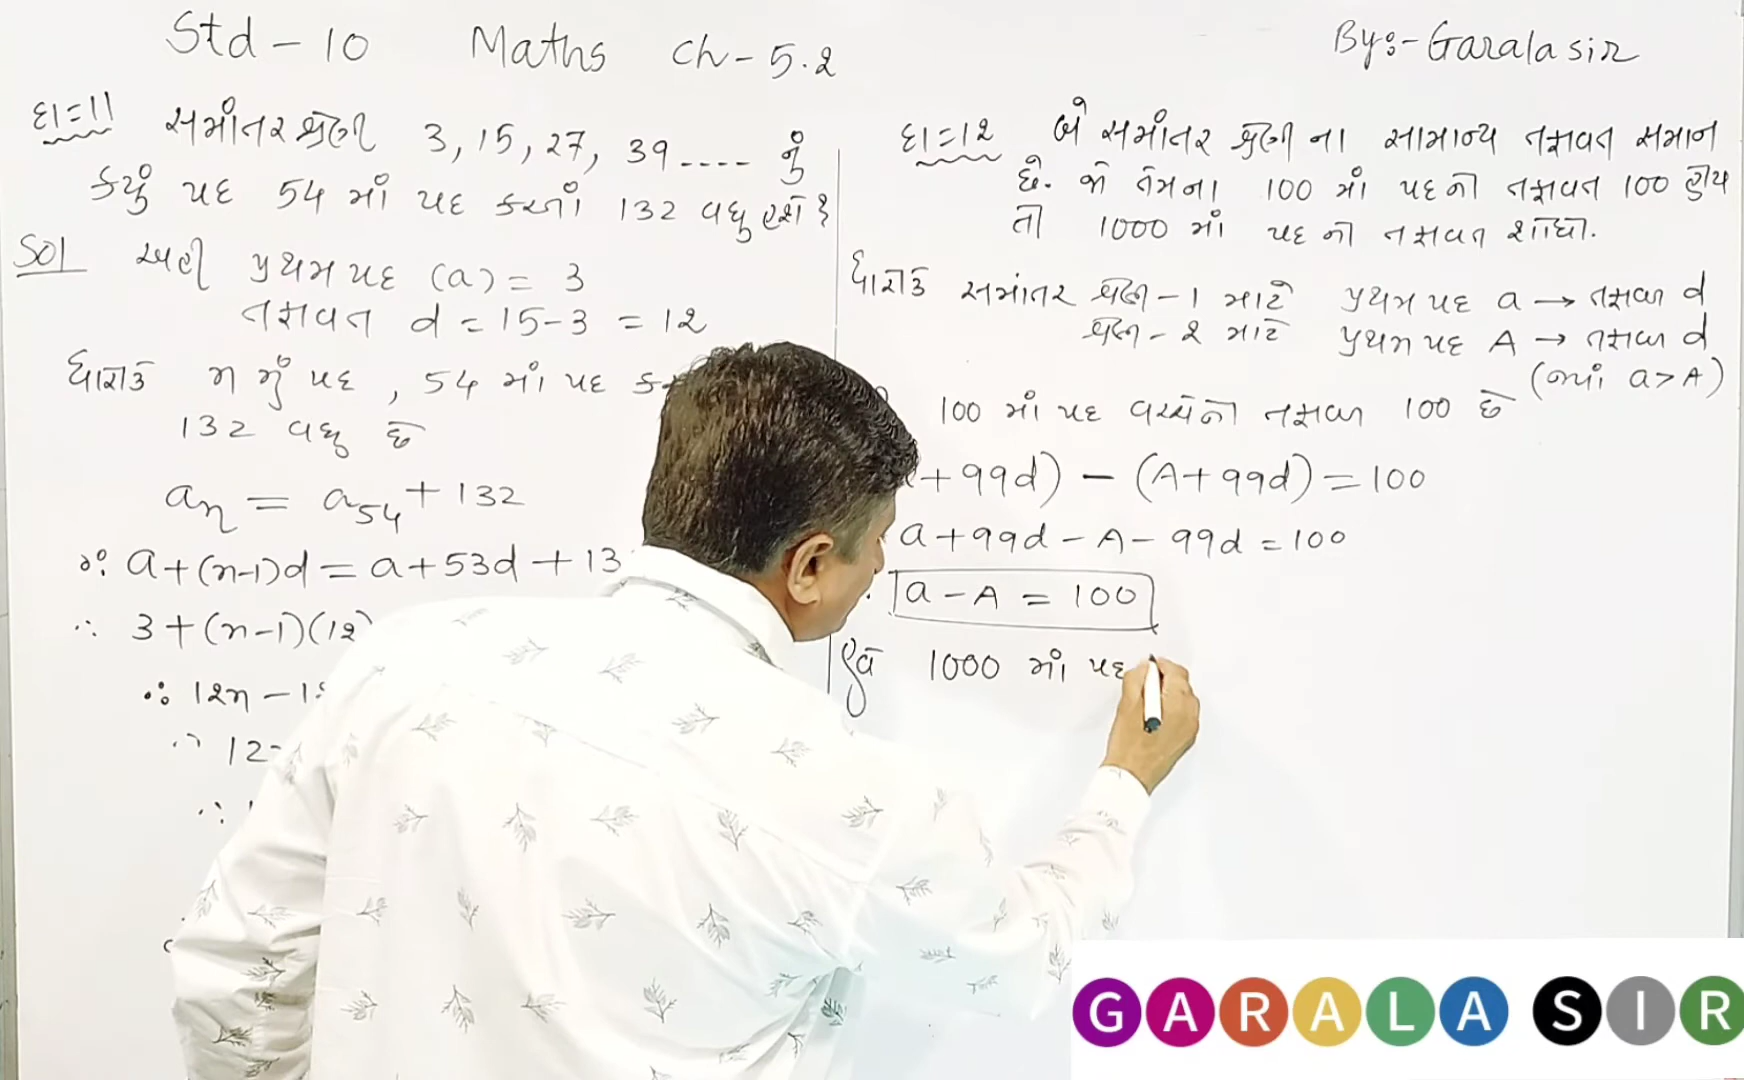 Std - 10 Maths Ch - 5.2
By:- Garala sir
દા=11 સમાંતર શ્રેણી 3, 15, 27, 39 .... નું
કયું પદ 54 માં પદ કરતાં 132 વધુ હશે ?
Sol અહીં પ્રથમ પદ (a) = 3
તફાવત d = 15-3 = 12
ધારોકે n મું પદ , 54 માં પદ ક
132 વધુ છે
an = a54 + 132
∴ a+(n-1)d = a+53d + 13
∴ 3+(n-1)(12)
∴ 12n - 1
∴ 12
∴
દા=12 બે સમાંતર શ્રેણી ના સામાન્ય તફાવત સમાન
છે. જો તેમના 100 માં પદ નો તફાવત 100 હોય
તો 1000 માં પદ નો તફાવત શોધો.
ધારોકે સમાંતર શ્રેણી - 1 માટે પ્રથમ પદ a → તફાવત d
શ્રેણી - 2 માટે પ્રથમ પદ A → તફાવત d
(જ્યાં a > A)
100 માં પદ વચ્ચેનો તફાવત 100 છે
+ 99d) - (A+99d) = 100
a + 99d - A - 99d = 100
a - A = 100
હવે 1000 માં પદ
GARALA SIR